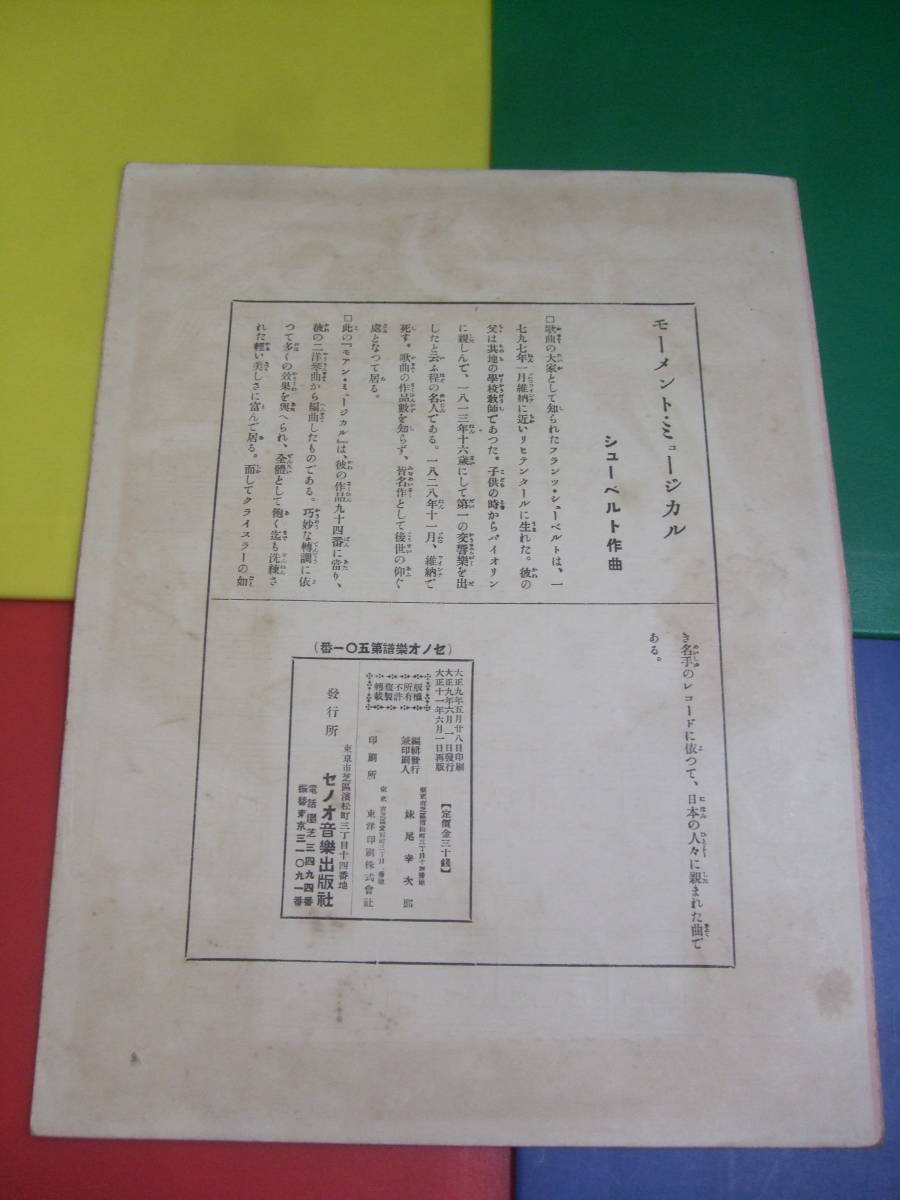 モーメント・ミュージカル
シューベルト作曲
□歌曲の大家として知られたフランツ・シューベルトは、一
七九七年一月維納に近いリヒテンタールに生れた。彼の
父は其地の學校教師であつた。子供の時からバイオリン
に親しんで、一八一三年十六歳にして第一の交響樂を出
したと云ふ程の名人である。一八二八年十一月、維納で
死す。歌曲の作品數を知らず、皆名作として後世の仰ぐ
處となつて居る。
□此の『モアン・ミュージカル』は、彼の作品九十四番に當り、
彼の二洋琴曲から編曲したものである。巧妙な轉調に依
つて多くの效果を與へられ、全體として飽く迄も洗練さ
れた輕い美しさに富んで居る。而してクライスラーの如
き名手のレコードに依つて、日本の人々に親まれた曲で
ある。
(セノオ樂譜第五〇一番)
大正九年五月廿八日印刷
大正九年六月一日發行
大正十一年六月一日再版
【定價金三十錢】
版權所有
不許複製轉載
編輯發行
兼印刷人
妹尾幸次郎
印刷所
東洋印刷株式會社
發行所
東京市芝區濱松町三丁目十四番地
セノオ音樂出版社
電話園芝三四九四番
振替東京三一〇九一番